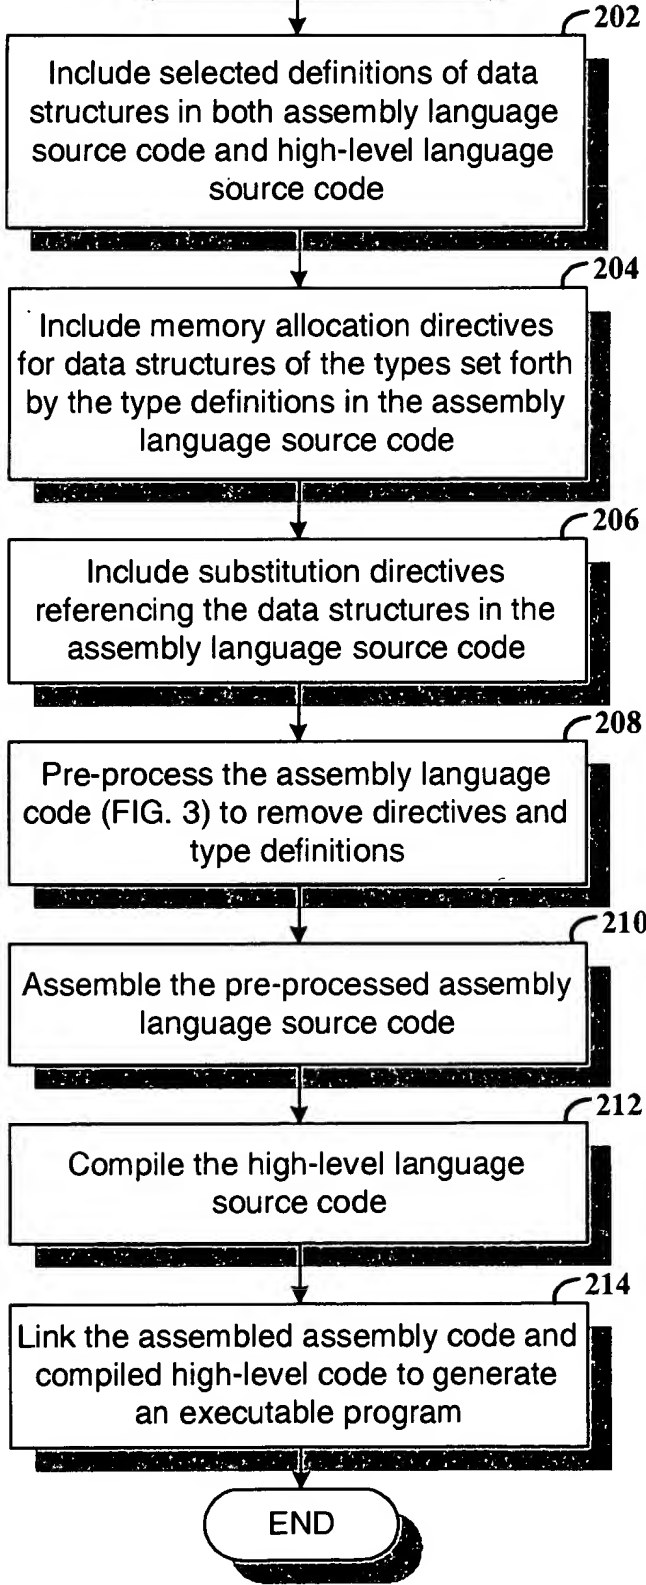 202
Include selected definitions of data
structures in both assembly language
source code and high-level language
source code
204
Include memory allocation directives
for data structures of the types set forth
by the type definitions in the assembly
language source code
206
Include substitution directives
referencing the data structures in the
assembly language source code
208
Pre-process the assembly language
code (FIG. 3) to remove directives and
type definitions
210
Assemble the pre-processed assembly
language source code
212
Compile the high-level language
source code
214
Link the assembled assembly code and
compiled high-level code to generate
an executable program
END